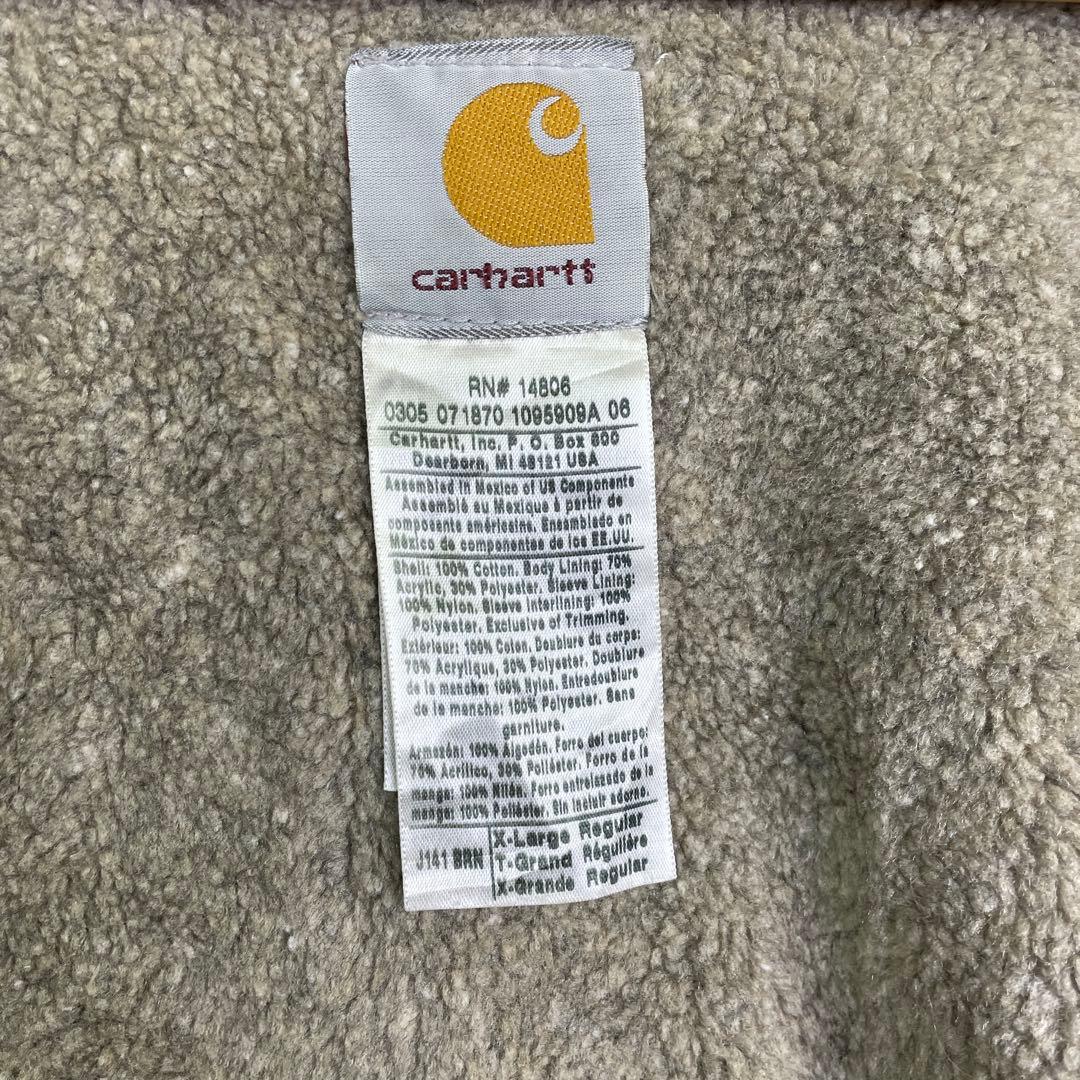 carhartt
RN# 14806
0305 071870 1095909A 06
Carhartt, Inc. P. O. Box 600
Dearborn, MI 48121 USA
Assembled in Mexico of US Components
Assemblé au Mexique à partir de
composants américains. Ensamblado en
México de componentes de los EE.UU.
Shell: 100% Cotton. Body Lining: 70%
Acrylic, 30% Polyester. Sleeve Lining:
100% Nylon. Sleeve Interlining: 100%
Polyester. Exclusive of Trimming.
Extérieur: 100% Coton. Doublure du corps:
70% Acrylique, 30% Polyester. Doublure
de la manche: 100% Nylon. Entredoublure
de la manche: 100% Polyester. Sans
garniture.
Armazón: 100% Algodón. Forro del cuerpo:
70% Acrílico, 30% Poliéster. Forro de la
manga: 100% Nilón. Forro entrelazado de la
manga: 100% Poliéster. Sin incluir adorno.
J141 BRN
X-Large Regular
T-Grand Régulière
X-Grande Regular